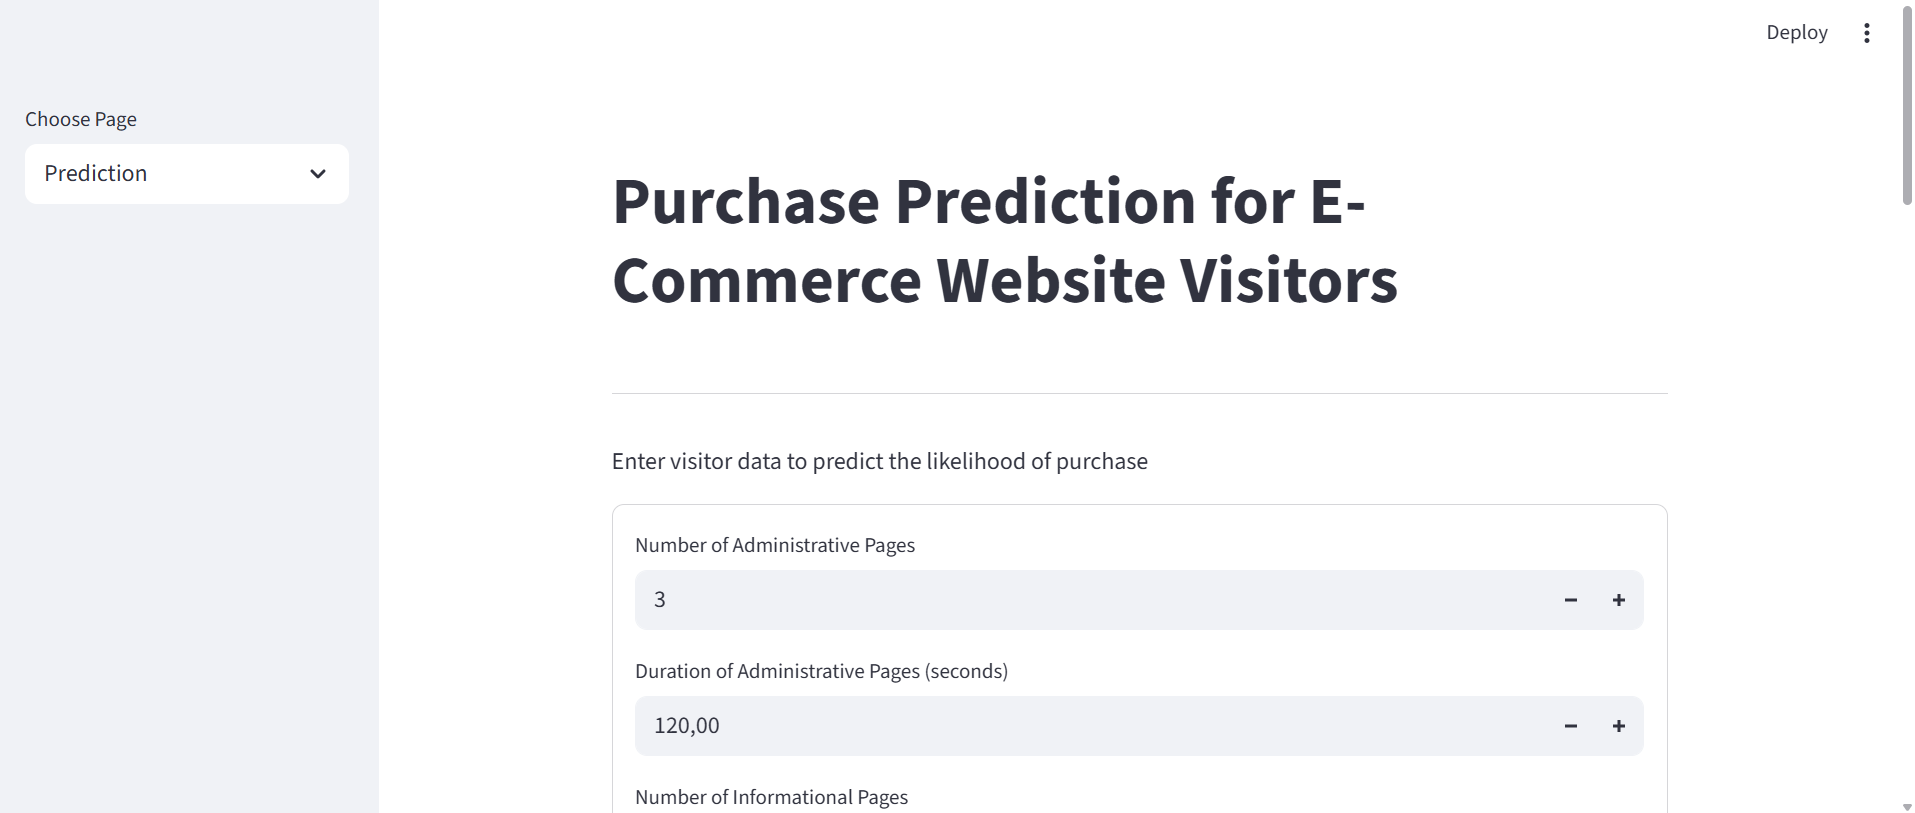 Deploy
Choose Page
Prediction
Purchase Prediction for E-
Commerce Website Visitors
Enter visitor data to predict the likelihood of purchase
Number of Administrative Pages
3
Duration of Administrative Pages (seconds)
120,00
Number of Informational Pages